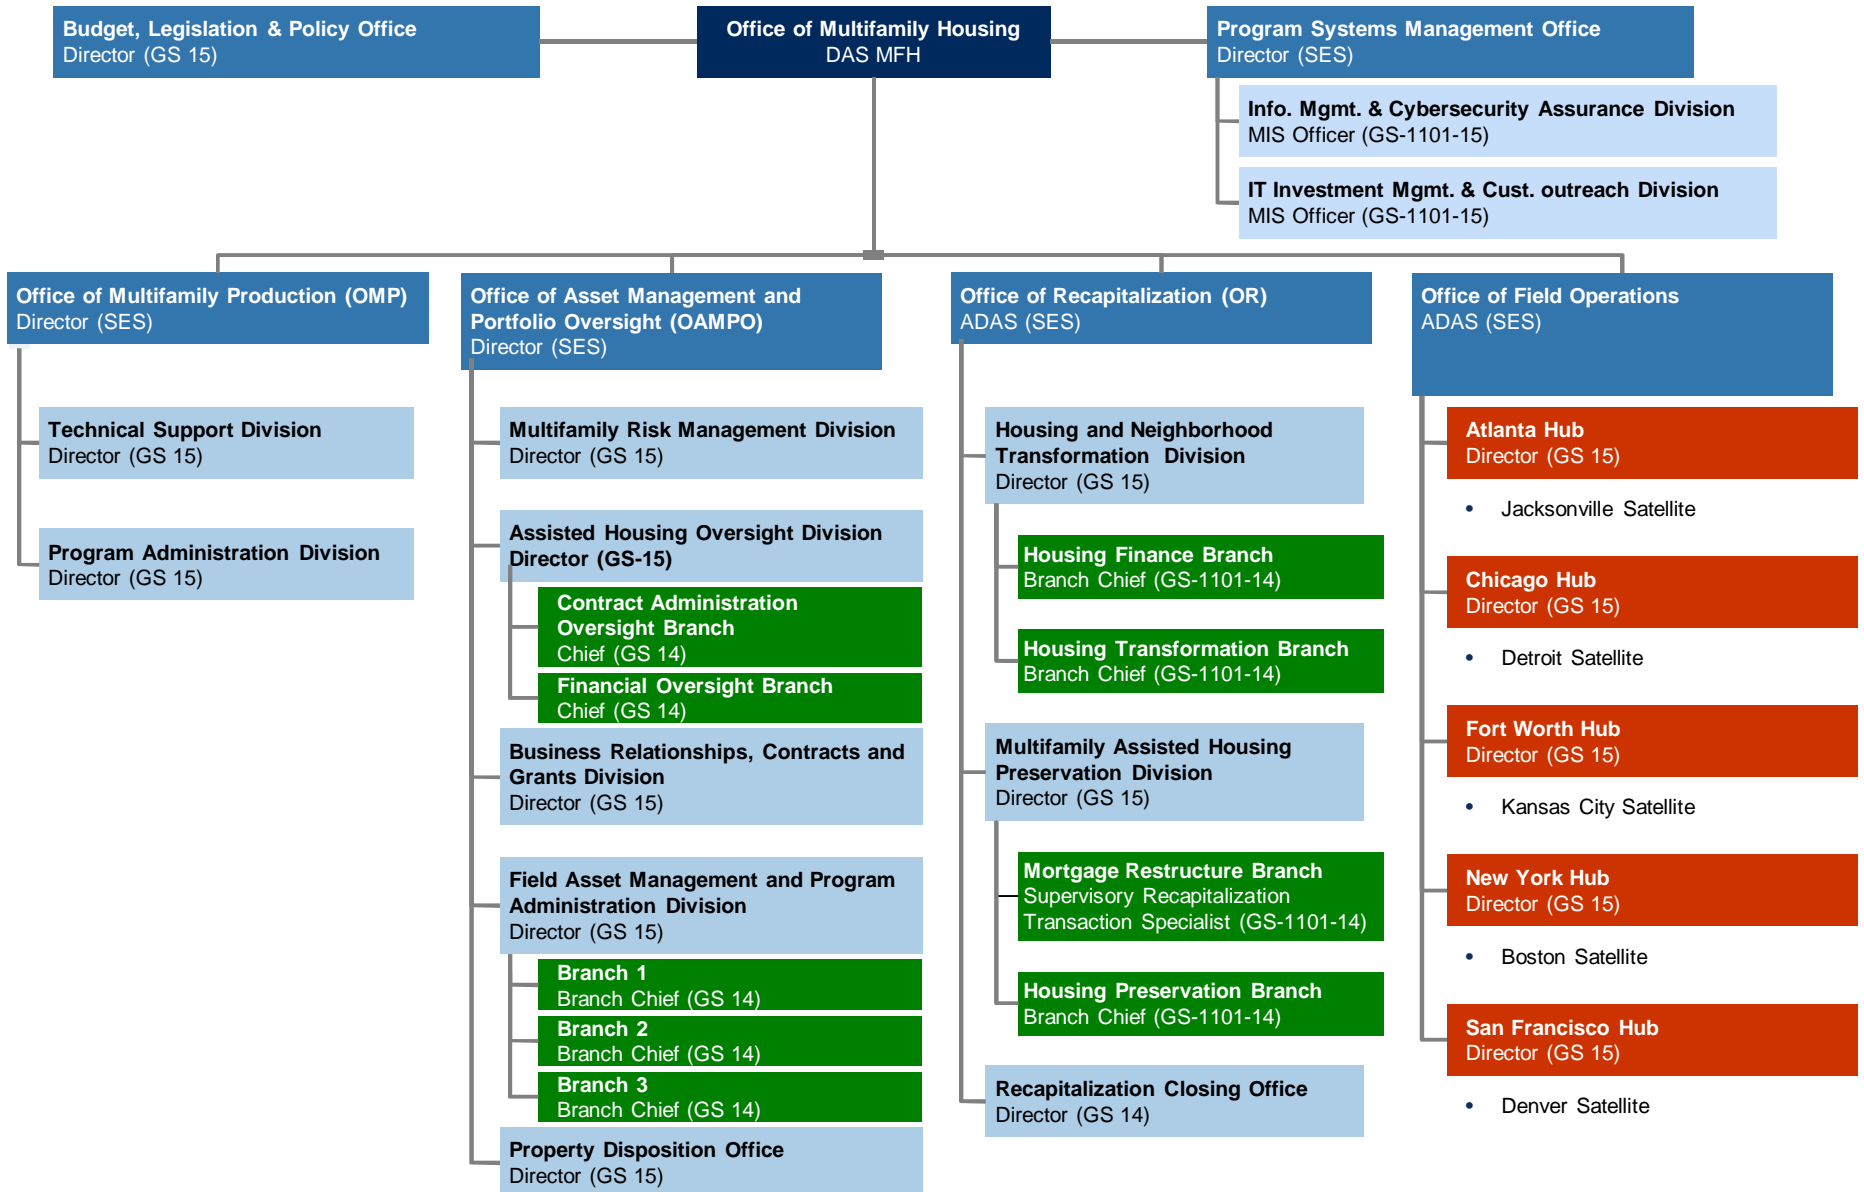 Budget, Legislation & Policy Office
Director (GS 15)
Office of Multifamily Housing
DAS MFH
Program Systems Management Office
Director (SES)
Info. Mgmt. & Cybersecurity Assurance Division
MIS Officer (GS-1101-15)
IT Investment Mgmt. & Cust. outreach Division
MIS Officer (GS-1101-15)
Office of Multifamily Production (OMP)
Director (SES)
Technical Support Division
Director (GS 15)
Program Administration Division
Director (GS 15)
Office of Asset Management and
Portfolio Oversight (OAMPO)
Director (SES)
Multifamily Risk Management Division
Director (GS 15)
Assisted Housing Oversight Division
Director (GS-15)
Contract Administration
Oversight Branch
Chief (GS 14)
Financial Oversight Branch
Chief (GS 14)
Business Relationships, Contracts and
Grants Division
Director (GS 15)
Field Asset Management and Program
Administration Division
Director (GS 15)
Branch 1
Branch Chief (GS 14)
Branch 2
Branch Chief (GS 14)
Branch 3
Branch Chief (GS 14)
Property Disposition Office
Director (GS 15)
Office of Recapitalization (OR)
ADAS (SES)
Housing and Neighborhood
Transformation Division
Director (GS 15)
Housing Finance Branch
Branch Chief (GS-1101-14)
Housing Transformation Branch
Branch Chief (GS-1101-14)
Multifamily Assisted Housing
Preservation Division
Director (GS 15)
Mortgage Restructure Branch
Supervisory Recapitalization
Transaction Specialist (GS-1101-14)
Housing Preservation Branch
Branch Chief (GS-1101-14)
Recapitalization Closing Office
Director (GS 14)
Office of Field Operations
ADAS (SES)
Atlanta Hub
Director (GS 15)
• Jacksonville Satellite
Chicago Hub
Director (GS 15)
• Detroit Satellite
Fort Worth Hub
Director (GS 15)
• Kansas City Satellite
New York Hub
Director (GS 15)
• Boston Satellite
San Francisco Hub
Director (GS 15)
• Denver Satellite